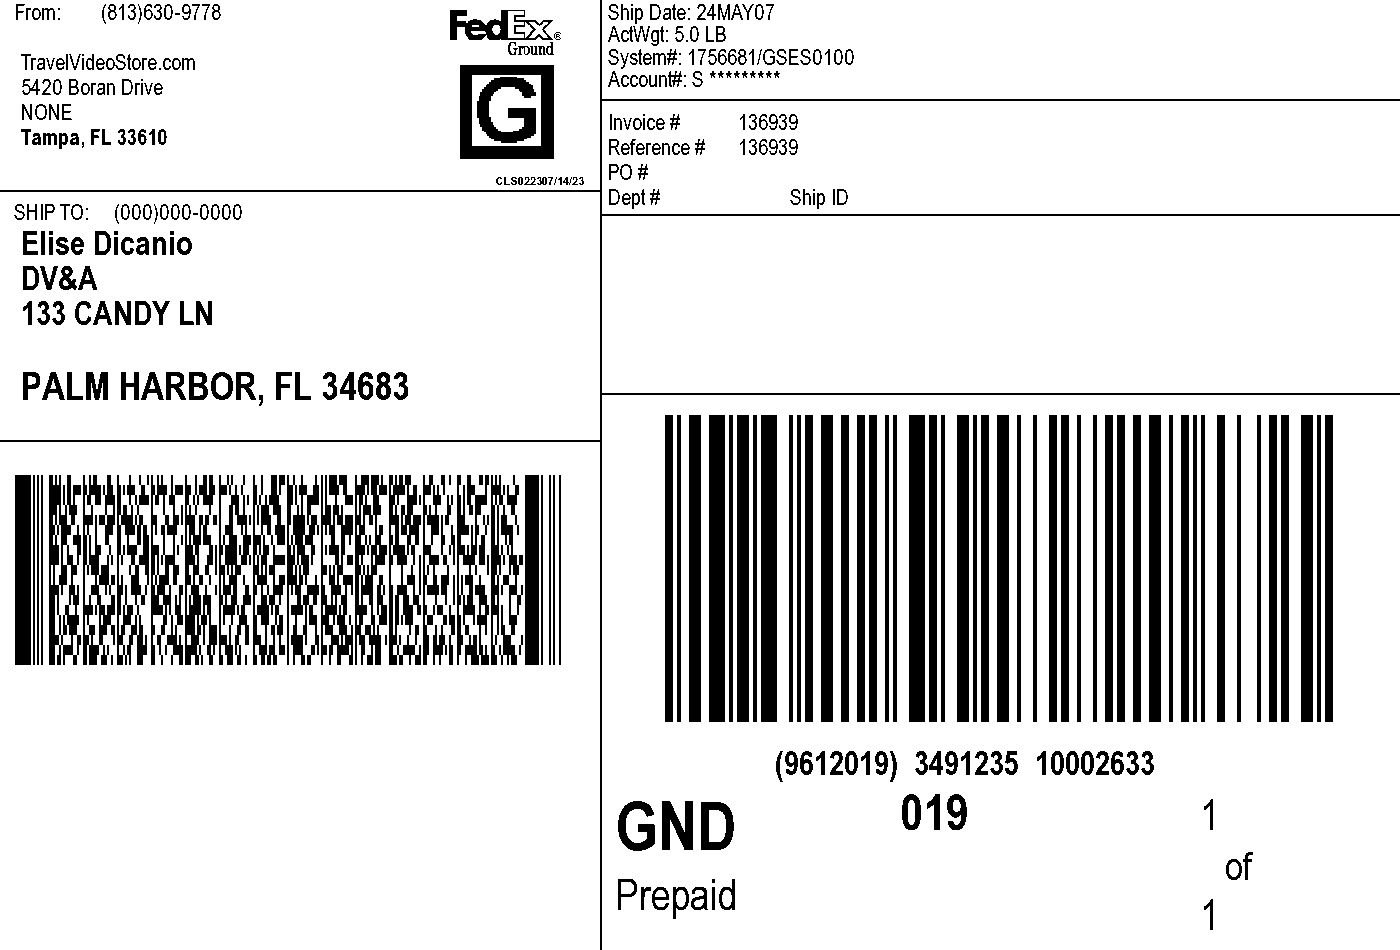 From: (813)630-9778
TravelVideoStore.com
5420 Boran Drive
NONE
Tampa, FL 33610
FedEx®
Ground
G
CLS022307/14/23
Ship Date: 24MAY07
ActWgt: 5.0 LB
System#: 1756681/GSES0100
Account#: S *********
Invoice # 136939
Reference # 136939
PO #
Dept # Ship ID
SHIP TO: (000)000-0000
Elise Dicanio
DV&A
133 CANDY LN
PALM HARBOR, FL 34683
(9612019) 3491235 10002633
GND 019 1
of
Prepaid 1